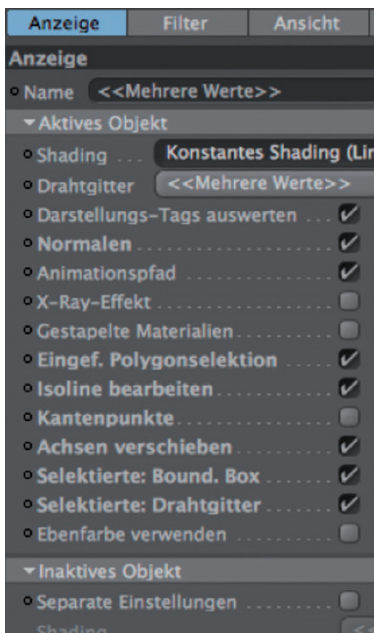 Anzeige Filter Ansicht
Anzeige
Name <<Mehrere Werte>>
Aktives Objekt
Shading ... Konstantes Shading (Lin
Drahtgitter <<Mehrere Werte>>
Darstellungs-Tags auswerten ...
Normalen ....................
Animationspfad ................
X-Ray-Effekt ...................
Gestapelte Materialien ..........
Eingef. Polygonselektion ......
Isoline bearbeiten ............
Kantenpunkte .................
Achsen verschieben ...........
Selektierte: Bound. Box .......
Selektierte: Drahtgitter ........
Ebenfarbe verwenden ..........
Inaktives Objekt
Separate Einstellungen .........
Shading <<